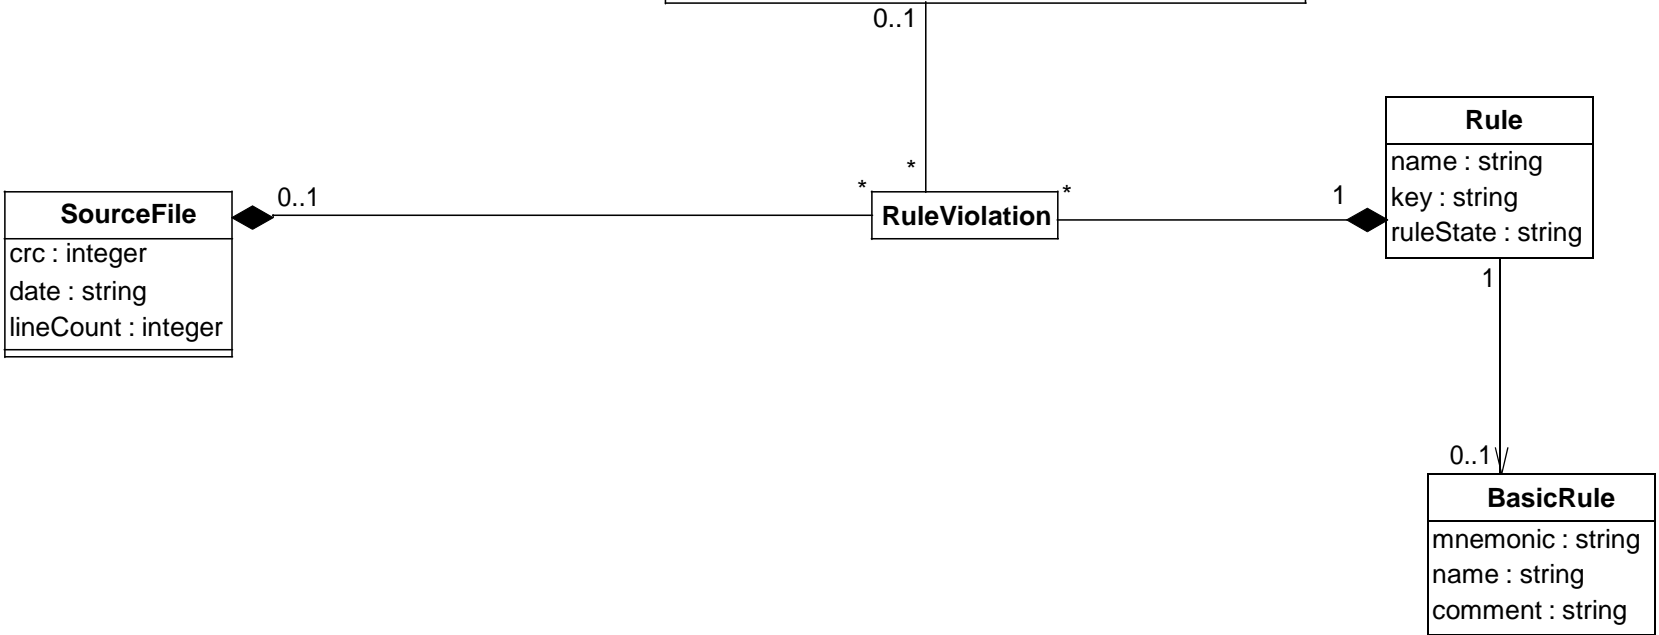 0..1
*
SourceFile
crc : integer
date : string
lineCount : integer
0..1
*
RuleViolation
*
1
Rule
name : string
key : string
ruleState : string
1
0..1
BasicRule
mnemonic : string
name : string
comment : string